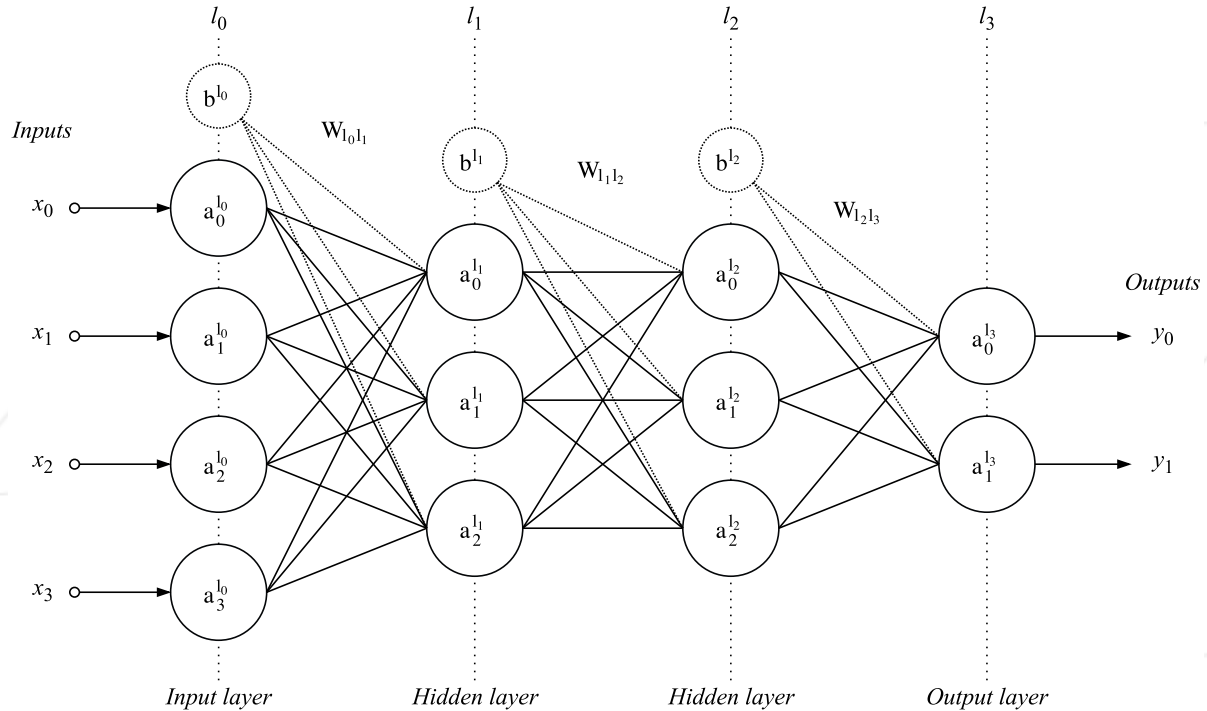 l0 l1 l2 l3
b^l0
Inputs
W_l0l1
b^l1
W_l1l2
b^l2
W_l2l3
x0 a0^l0
a0^l1 a0^l2
Outputs
x1 a1^l0 a0^l3 y0
a1^l1 a1^l2
x2 a2^l0 a1^l3 y1
a2^l1 a2^l2
x3 a3^l0
Input layer Hidden layer Hidden layer Output layer